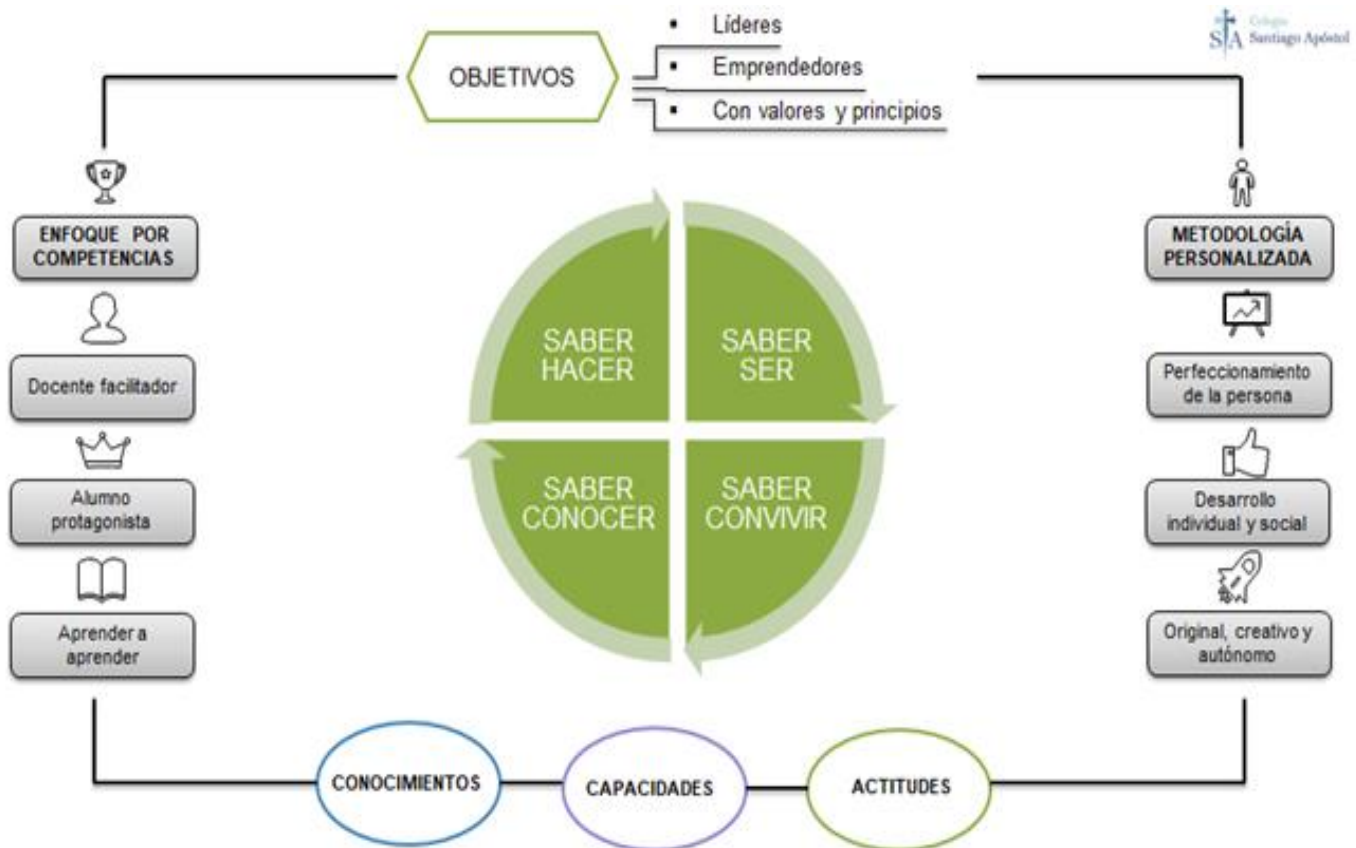 OBJETIVOS
▪ Líderes
▪ Emprendedores
▪ Con valores y principios
Colegio
STA Santiago Apóstol
ENFOQUE POR
COMPETENCIAS
Docente facilitador
Alumno
protagonista
Aprender a
aprender
SABER
HACER
SABER
SER
SABER
CONOCER
SABER
CONVIVIR
METODOLOGÍA
PERSONALIZADA
Perfeccionamiento
de la persona
Desarrollo
individual y social
Original, creativo y
autónomo
CONOCIMIENTOS
CAPACIDADES
ACTITUDES